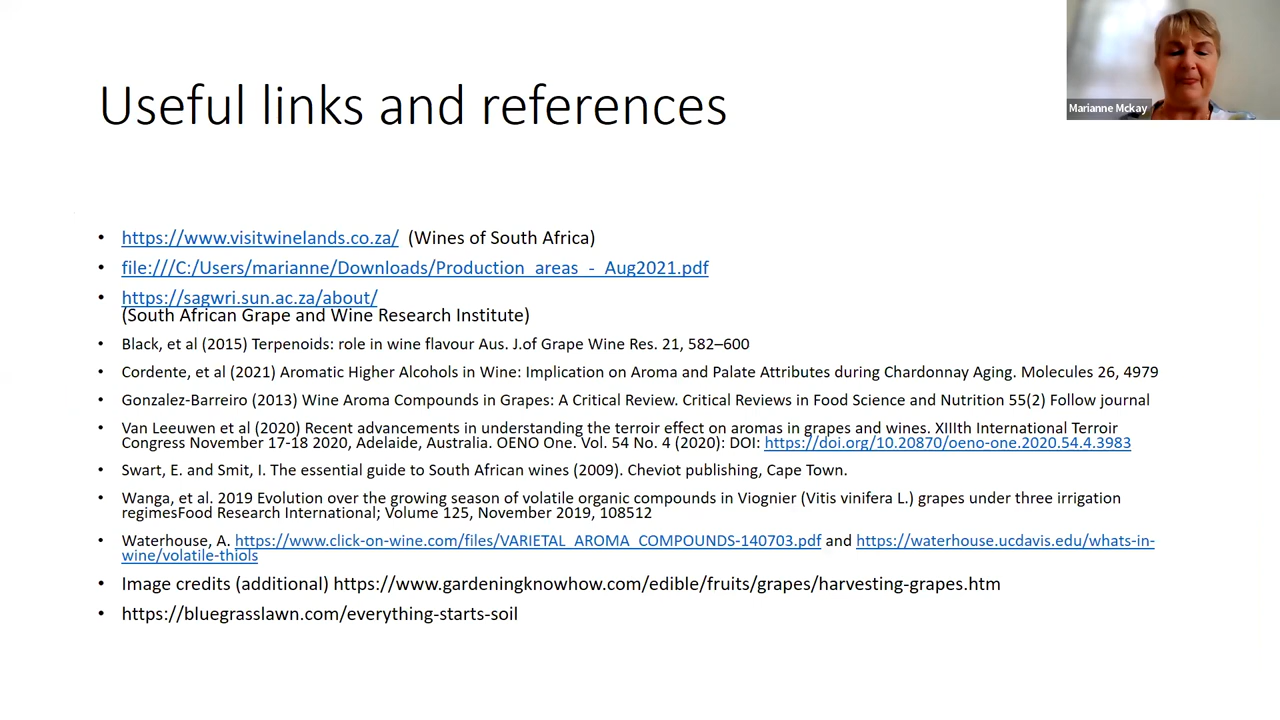 Useful links and references
Marianne Mckay
• https://www.visitwinelands.co.za/ (Wines of South Africa)
• file:///C:/Users/marianne/Downloads/Production_areas_-_Aug2021.pdf
• https://sagwri.sun.ac.za/about/
(South African Grape and Wine Research Institute)
• Black, et al (2015) Terpenoids: role in wine flavour Aus. J.of Grape Wine Res. 21, 582–600
• Cordente, et al (2021) Aromatic Higher Alcohols in Wine: Implication on Aroma and Palate Attributes during Chardonnay Aging. Molecules 26, 4979
• Gonzalez-Barreiro (2013) Wine Aroma Compounds in Grapes: A Critical Review. Critical Reviews in Food Science and Nutrition 55(2) Follow journal
• Van Leeuwen et al (2020) Recent advancements in understanding the terroir effect on aromas in grapes and wines. XIIIth International Terroir
Congress November 17-18 2020, Adelaide, Australia. OENO One. Vol. 54 No. 4 (2020): DOI: https://doi.org/10.20870/oeno-one.2020.54.4.3983
• Swart, E. and Smit, I. The essential guide to South African wines (2009). Cheviot publishing, Cape Town.
• Wanga, et al. 2019 Evolution over the growing season of volatile organic compounds in Viognier (Vitis vinifera L.) grapes under three irrigation
regimesFood Research International; Volume 125, November 2019, 108512
• Waterhouse, A. https://www.click-on-wine.com/files/VARIETAL_AROMA_COMPOUNDS-140703.pdf and https://waterhouse.ucdavis.edu/whats-in-
wine/volatile-thiols
• Image credits (additional) https://www.gardeningknowhow.com/edible/fruits/grapes/harvesting-grapes.htm
• https://bluegrasslawn.com/everything-starts-soil